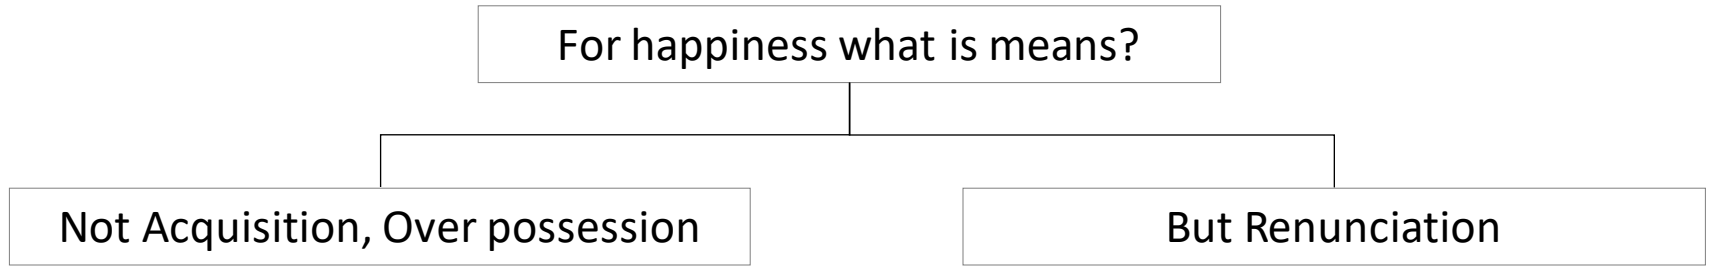 For happiness what is means?
Not Acquisition, Over possession
But Renunciation